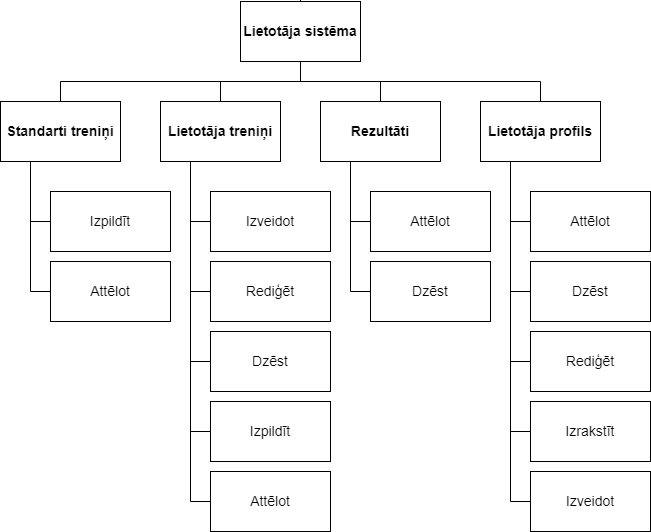 Lietotāja sistēma
Standarti treniņi
Lietotāja treniņi
Rezultāti
Lietotāja profils
Izpildīt
Attēlot
Izveidot
Rediģēt
Dzēst
Izpildīt
Attēlot
Attēlot
Dzēst
Attēlot
Dzēst
Rediģēt
Izrakstīt
Izveidot